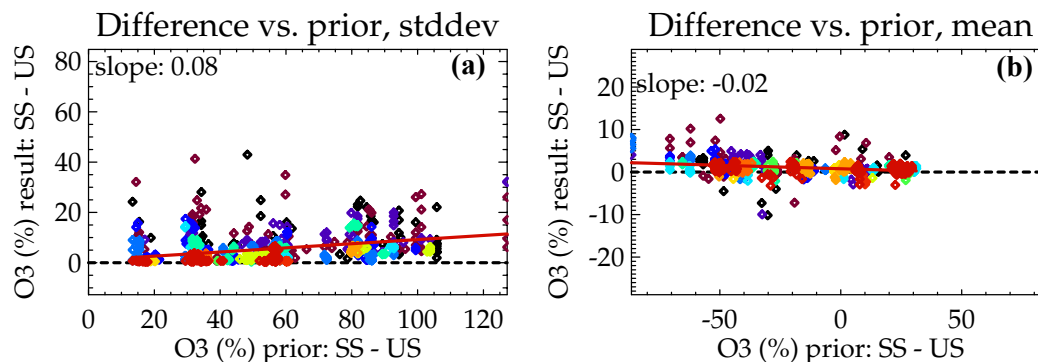 Difference vs. prior, stddev
slope: 0.08
(a)
80
60
40
20
0
O3 (%) result: SS - US
0 20 40 60 80 100 120
O3 (%) prior: SS - US
Difference vs. prior, mean
slope: -0.02
(b)
20
10
0
-10
-20
O3 (%) result: SS - US
-50 0 50
O3 (%) prior: SS - US